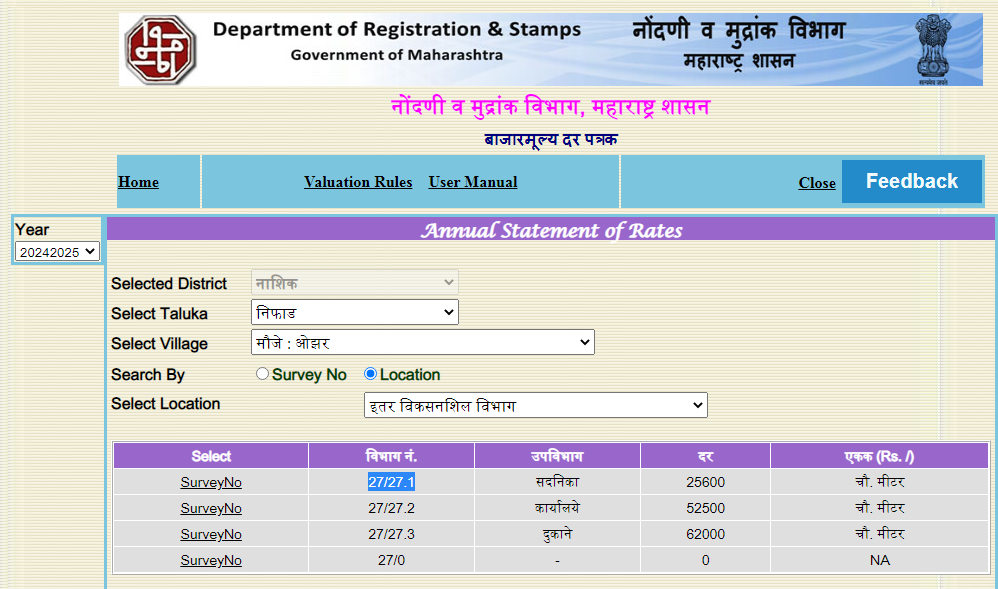 Department of Registration & Stamps
Government of Maharashtra
नोंदणी व मुद्रांक विभाग
महाराष्ट्र शासन
नोंदणी व मुद्रांक विभाग, महाराष्ट्र शासन
बाजारमूल्य दर पत्रक
Home Valuation Rules User Manual Close Feedback
Year
20242025
Annual Statement of Rates
Selected District नाशिक
Select Taluka निफाड
Select Village मौजे : ओझर
Search By Survey No Location
Select Location इतर विकसनशिल विभाग
Select विभाग नं. उपविभाग दर एकक (Rs. /)
SurveyNo 27/27.1 सदनिका 25600 चौ. मीटर
SurveyNo 27/27.2 कार्यालये 52500 चौ. मीटर
SurveyNo 27/27.3 दुकाने 62000 चौ. मीटर
SurveyNo 27/0 - 0 NA